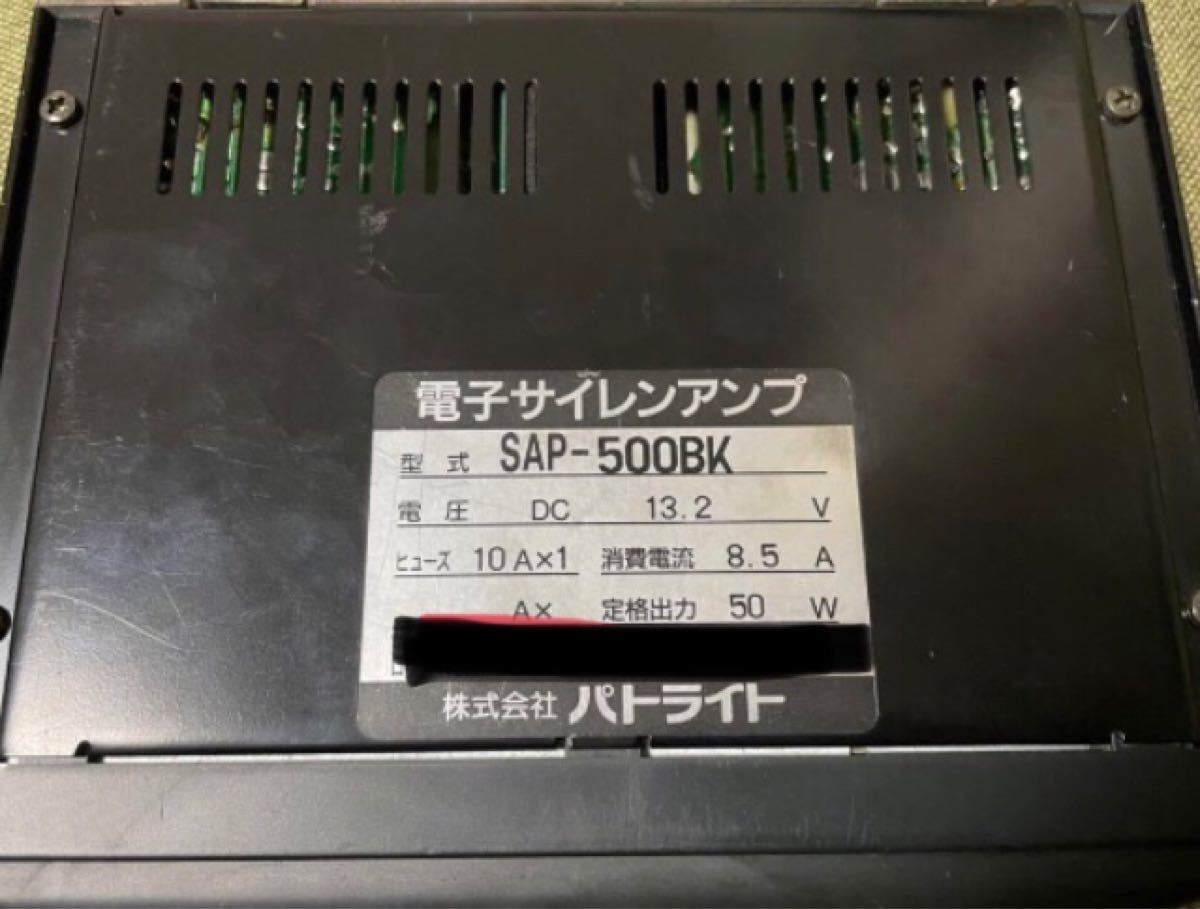 電子サイレンアンプ
型式 SAP-500BK
電圧 DC 13.2 V
ヒューズ 10A×1 消費電流 8.5 A
A× 定格出力 50 W
株式会社 パトライト